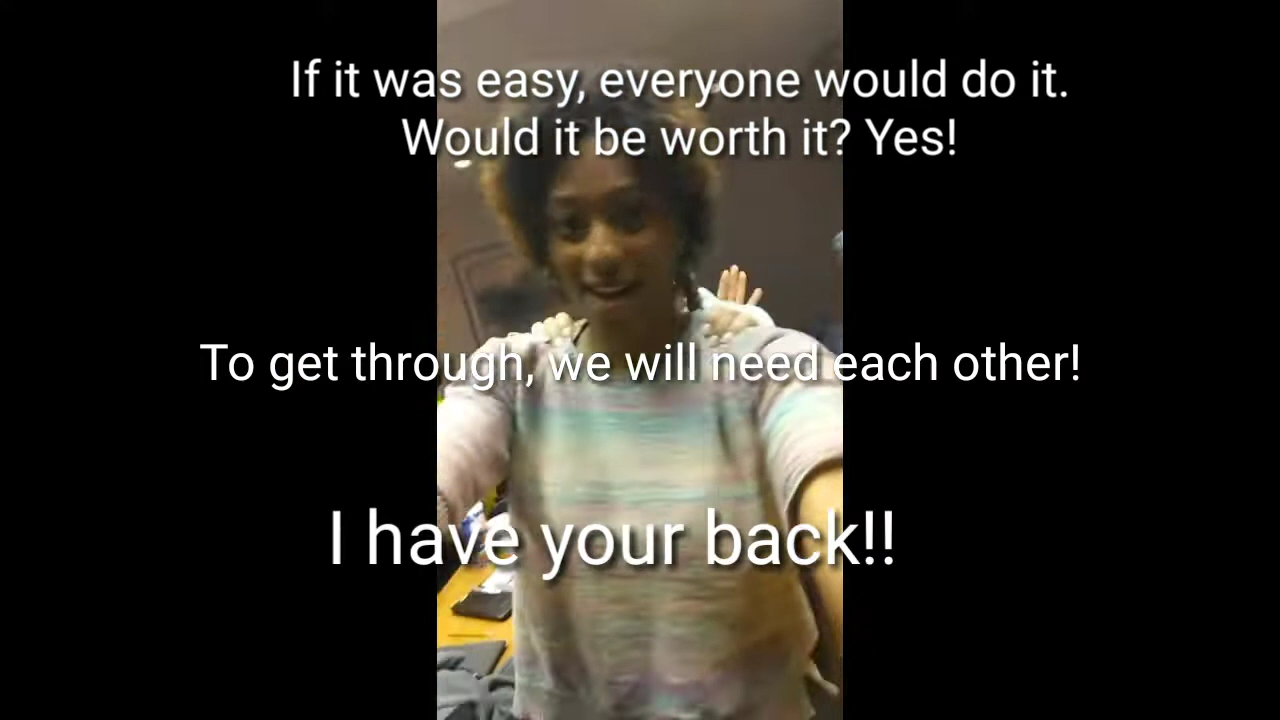 If it was easy, everyone would do it.
Would it be worth it? Yes!
To get through, we will need each other!
I have your back!!